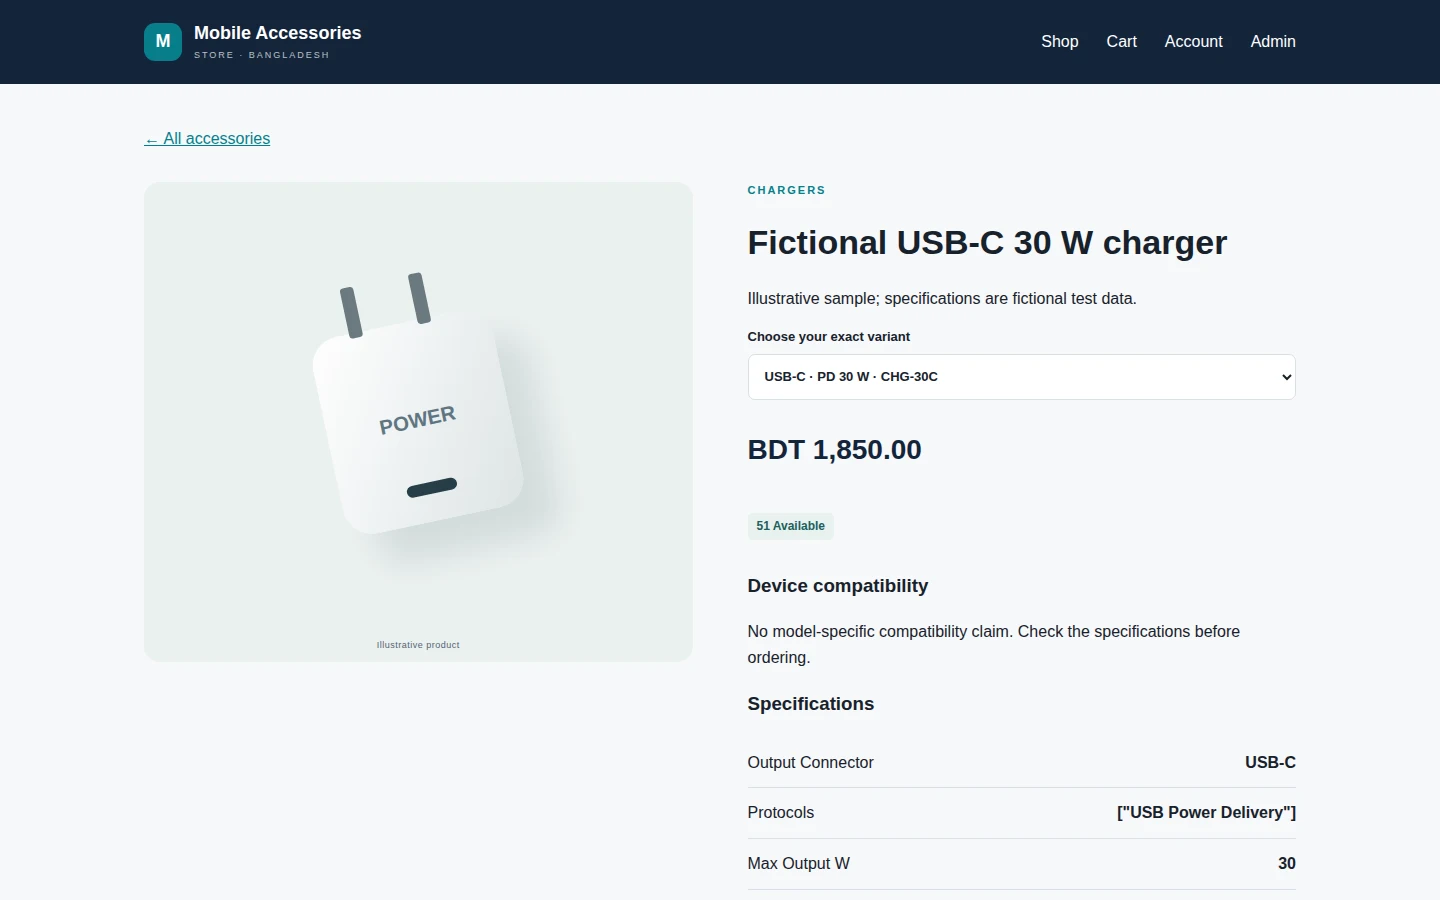 M
Mobile Accessories
STORE · BANGLADESH
Shop
Cart
Account
Admin
← All accessories
POWER
Illustrative product
CHARGERS
Fictional USB-C 30 W charger
Illustrative sample; specifications are fictional test data.
Choose your exact variant
USB-C · PD 30 W · CHG-30C
BDT 1,850.00
51 Available
Device compatibility
No model-specific compatibility claim. Check the specifications before
ordering.
Specifications
Output Connector USB-C
Protocols ["USB Power Delivery"]
Max Output W 30